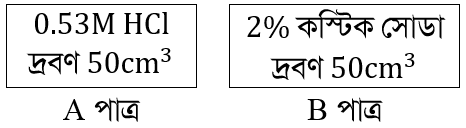 0.53M HCl
দ্রবণ 50cm³
A পাত্র
2% কস্টিক সোডা
দ্রবণ 50cm³
B পাত্র